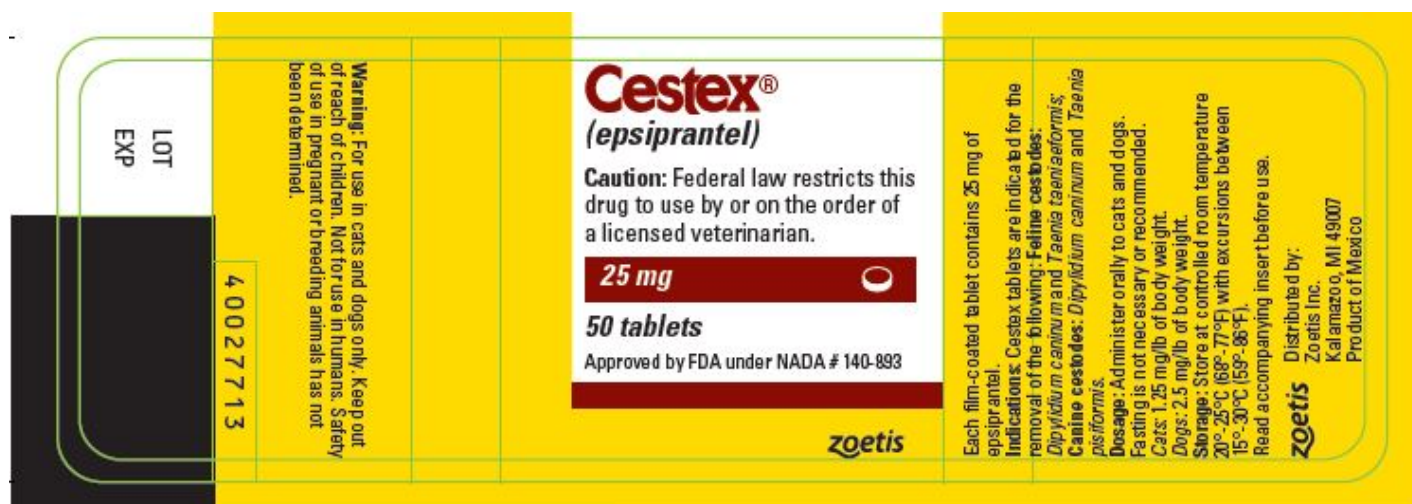 LOT
EXP
40027713
Warning: For use in cats and dogs only. Keep out
of reach of children. Not for use in humans. Safety
of use in pregnant or breeding animals has not
been determined.
Cestex®
(epsiprantel)
Caution: Federal law restricts this
drug to use by or on the order of
a licensed veterinarian.
25 mg
50 tablets
Approved by FDA under NADA # 140-893
zoetis
Each film-coated tablet contains 25 mg of
epsiprantel.
Indications: Cestex tablets are indicated for the
removal of the following: Feline cestodes:
Dipylidium caninum and Taenia taeniaeformis;
Canine cestodes: Dipylidium caninum and Taenia
pisiformis.
Dosage: Administer orally to cats and dogs.
Fasting is not necessary or recommended.
Cats: 1.25 mg/lb of body weight.
Dogs: 2.5 mg/lb of body weight.
Storage: Store at controlled room temperature
20°-25°C (68°-77°F) with excursions between
15°-30°C (59°-86°F).
Read accompanying insert before use.
zoetis
Distributed by:
Zoetis Inc.
Kalamazoo, MI 49007
Product of Mexico